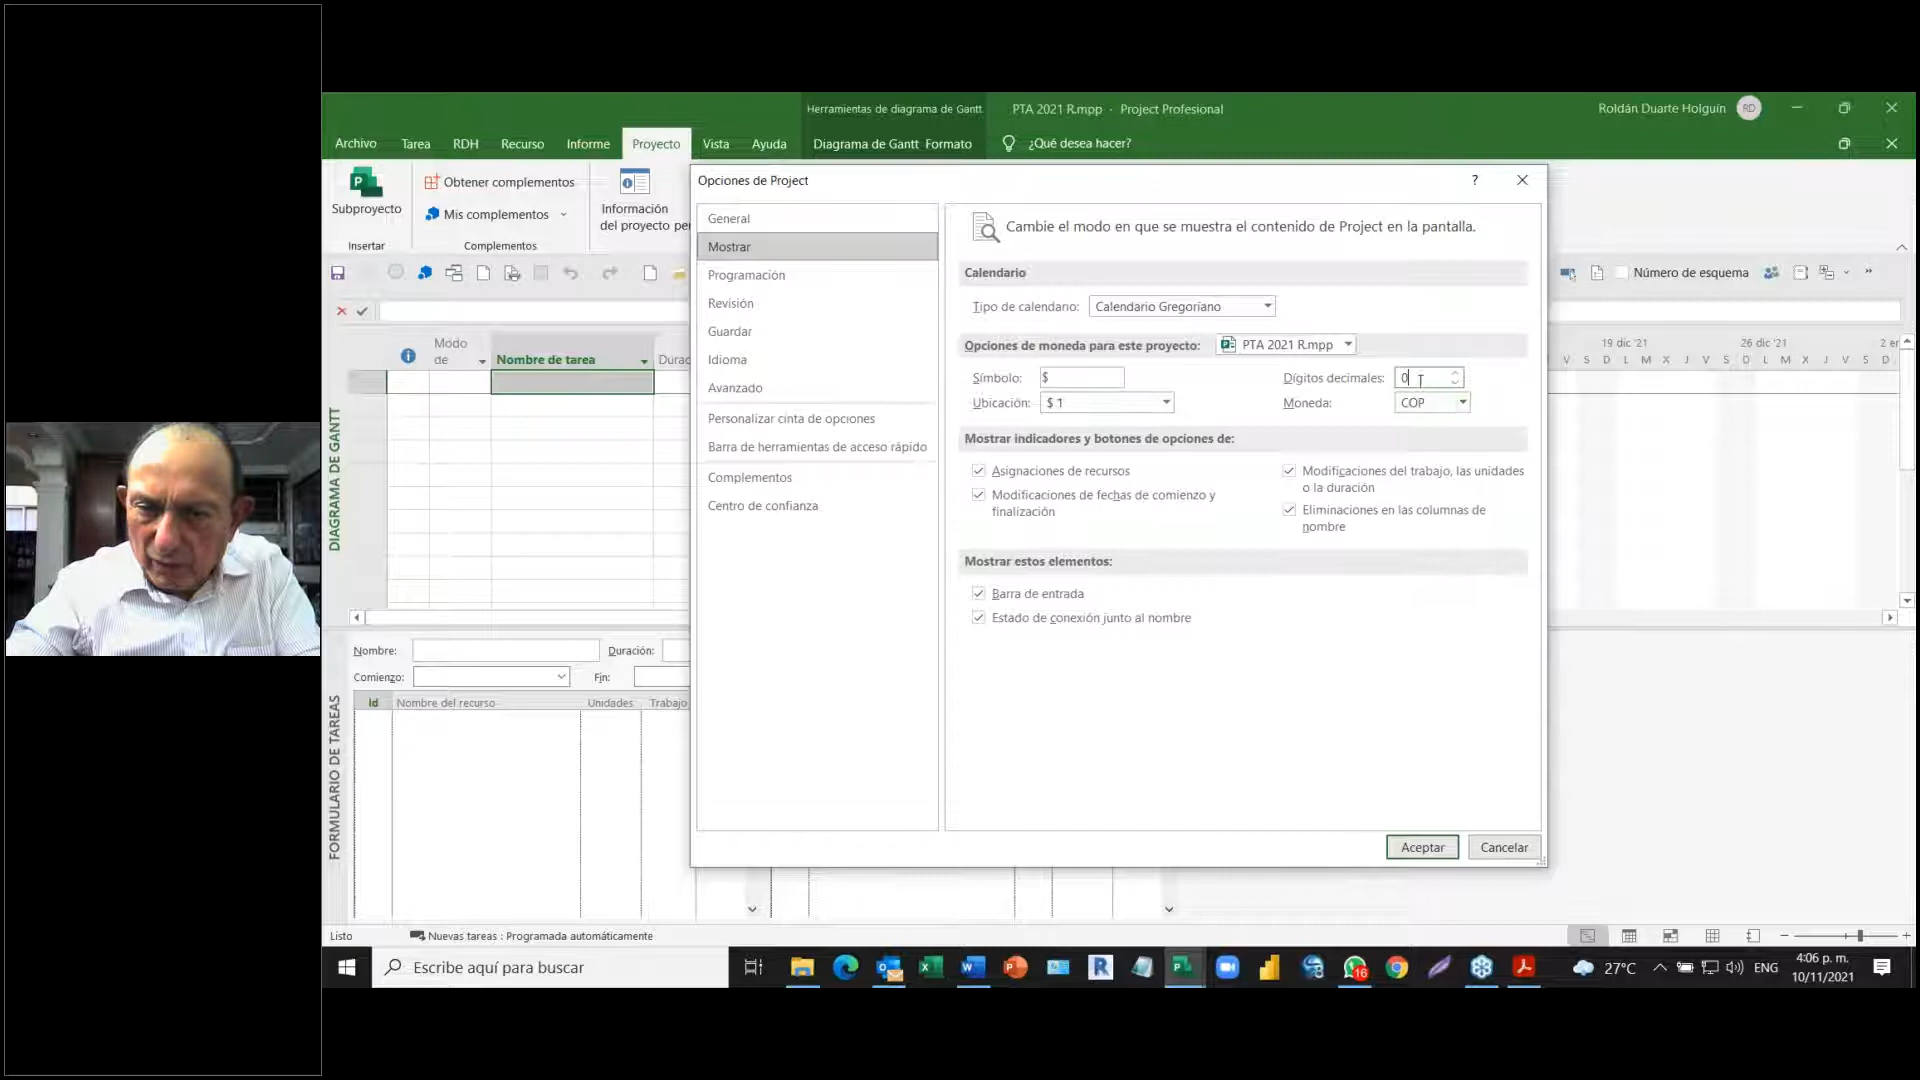 Herramientas de diagrama de Gantt
PTA 2021 R.mpp - Project Profesional
Roldán Duarte Holguín
RD
Archivo
Tarea
RDH
Recurso
Informe
Proyecto
Vista
Ayuda
Diagrama de Gantt Formato
¿Qué desea hacer?
Subproyecto
Obtener complementos
Mis complementos
Información
del proyecto per
Insertar
Complementos
Número de esquema
Opciones de Project
General
Mostrar
Programación
Revisión
Guardar
Idioma
Avanzado
Personalizar cinta de opciones
Barra de herramientas de acceso rápido
Complementos
Centro de confianza
Cambie el modo en que se muestra el contenido de Project en la pantalla.
Calendario
Tipo de calendario: Calendario Gregoriano
Opciones de moneda para este proyecto: PTA 2021 R.mpp
Símbolo: $
Dígitos decimales: 0
Ubicación: $ 1
Moneda: COP
Mostrar indicadores y botones de opciones de:
Asignaciones de recursos
Modificaciones de fechas de comienzo y
finalización
Modificaciones del trabajo, las unidades
o la duración
Eliminaciones en las columnas de
nombre
Mostrar estos elementos:
Barra de entrada
Estado de conexión junto al nombre
Aceptar
Cancelar
Modo
de
Nombre de tarea
Durac
19 dic '21
26 dic '21
2 er
V S D L M X J V S D L M X J V S D
DIAGRAMA DE GANTT
Nombre:
Duración:
Comienzo:
Fin:
Id
Nombre del recurso
Unidades
Trabajo
FORMULARIO DE TAREAS
Listo
Nuevas tareas : Programada automáticamente
Escribe aquí para buscar
16
27°C
ENG
4:06 p. m.
10/11/2021